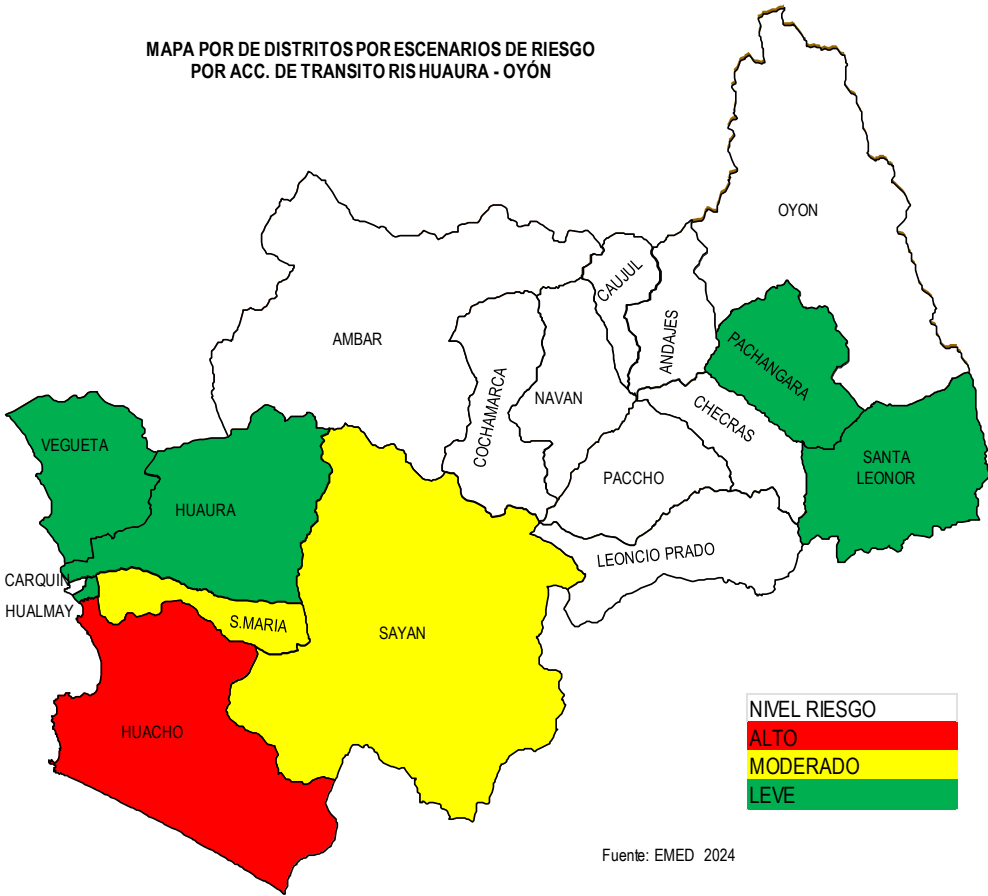 MAPA POR DE DISTRITOS POR ESCENARIOS DE RIESGO
POR ACC. DE TRANSITO RIS HUAURA - OYÓN
OYON
CAUJUL
ANDAJES
AMBAR
PACHANGARA
COCHAMARCA
NAVAN
CHECRAS
VEGUETA
SANTA
LEONOR
PACCHO
HUAURA
LEONCIO PRADO
CARQUIN
HUALMAY
S.MARIA
SAYAN
HUACHO
NIVEL RIESGO
ALTO
MODERADO
LEVE
Fuente: EMED 2024